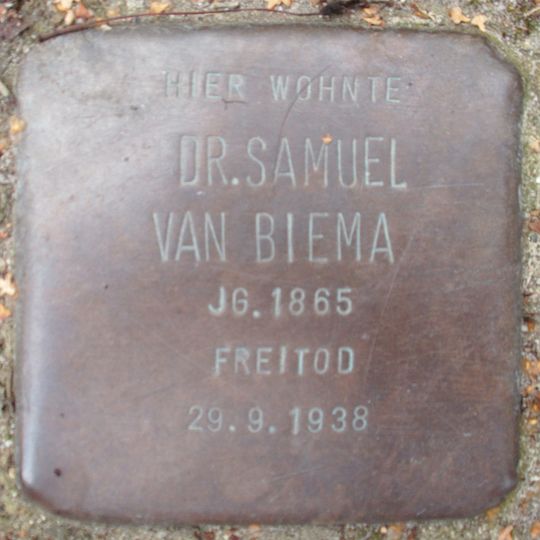 HIER WOHNTE
DR.SAMUEL
VAN BIEMA
JG.1865
FREITOD
29.9.1938